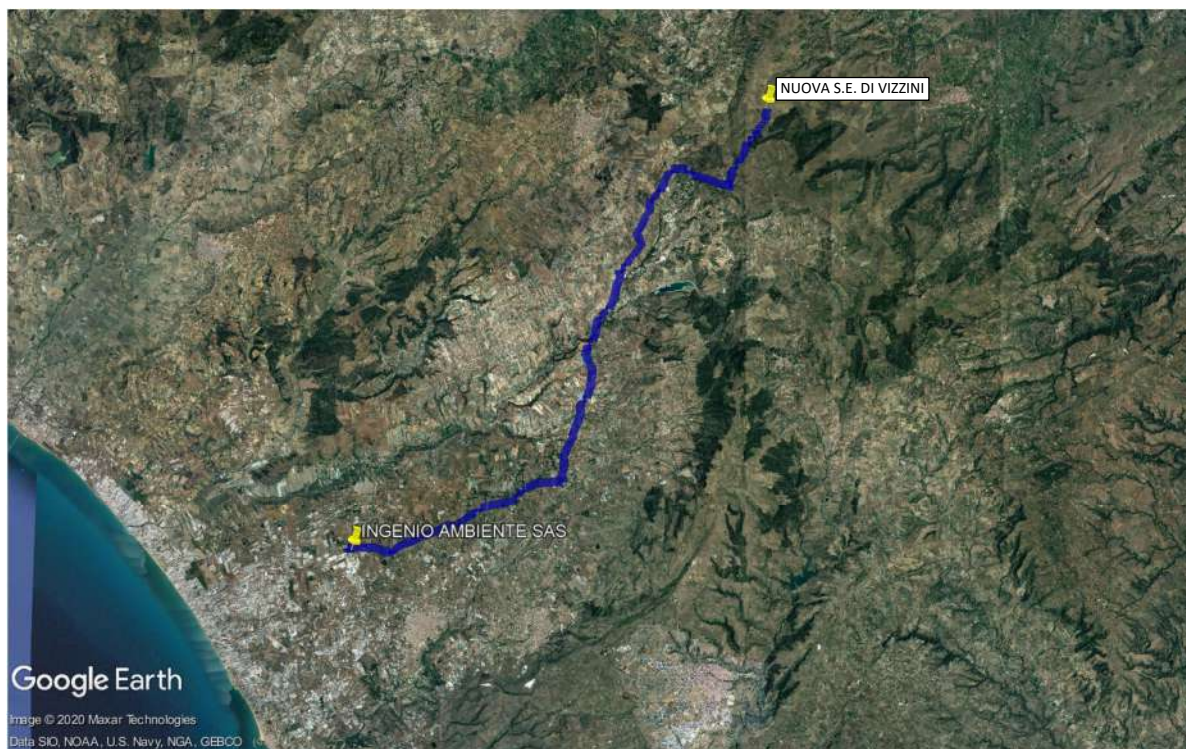 NUOVA S.E. DI VIZZINI
INGENIO AMBIENTE SAS
Google Earth
Image © 2020 Maxar Technologies
Data SIO, NOAA, U.S. Navy, NGA, GEBCO